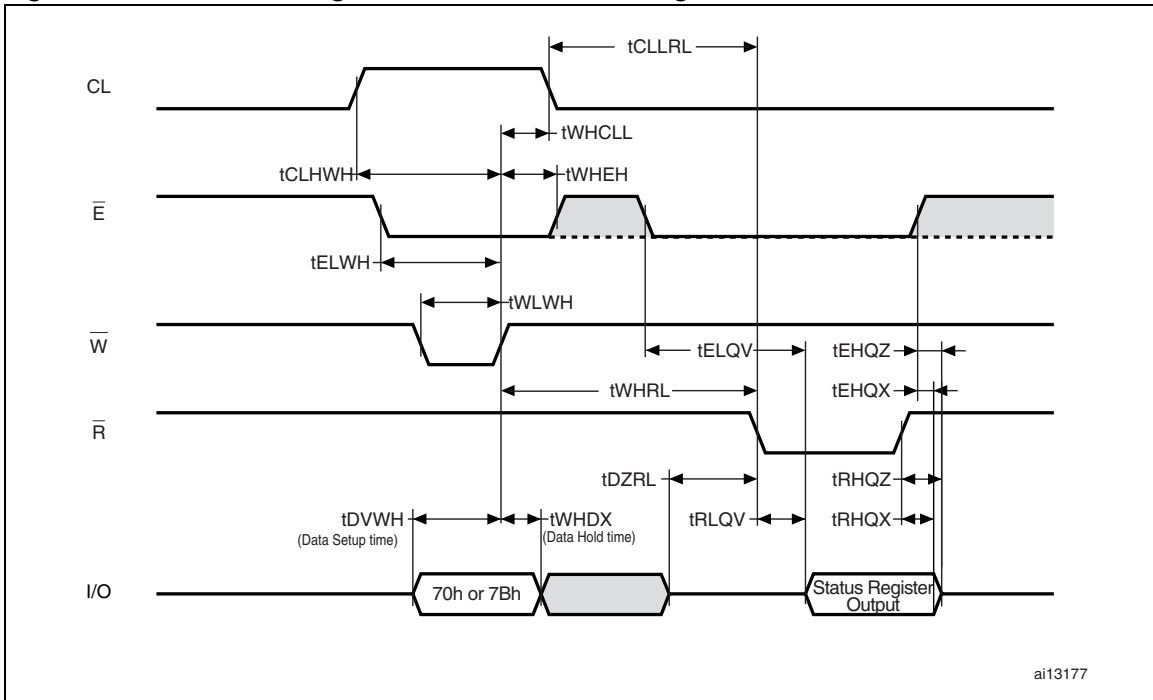 tCLLRL
CL
tWHCLL
tCLHWH
tWHEH
E
tELWH
tWLWH
W
tELQV
tEHQZ
tWHRL
tEHQX
R
tDZRL
tRHQZ
tDVWH
(Data Setup time)
tWHDX
(Data Hold time)
tRLQV
tRHQX
I/O
70h or 7Bh
Status Register
Output
ai13177